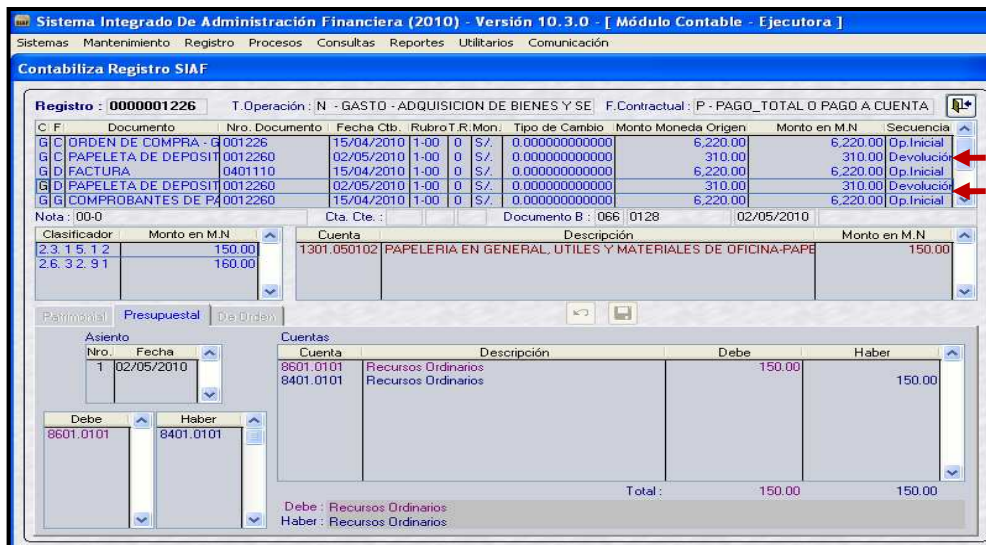 Sistema Integrado De Administración Financiera (2010) - Versión 10.3.0 - [ Módulo Contable - Ejecutora ]
Sistemas Mantenimiento Registro Procesos Consultas Reportes Utilitarios Comunicación
Contabiliza Registro SIAF
Registro : 0000001226 T.Operación : N - GASTO - ADQUISICION DE BIENES Y SE F.Contractual : P - PAGO_TOTAL O PAGO A CUENTA
C F Documento Nro. Documento Fecha Ctb. Rubro T.R. Mon. Tipo de Cambio Monto Moneda Origen Monto en M.N Secuencia
G C ORDEN DE COMPRA - G 001226 15/04/2010 1-00 0 S/. 0.000000000000 6,220.00 6,220.00 Op.Inicial
G C PAPELETA DE DEPOSIT 0012260 02/05/2010 1-00 0 S/. 0.000000000000 310.00 310.00 Devolución
G D FACTURA 0401110 15/04/2010 1-00 0 S/. 0.000000000000 6,220.00 6,220.00 Op.Inicial
G D PAPELETA DE DEPOSIT 0012260 02/05/2010 1-00 0 S/. 0.000000000000 310.00 310.00 Devolución
G G COMPROBANTES DE PA 0012260 15/04/2010 1-00 0 S/. 0.000000000000 6,220.00 6,220.00 Op.Inicial
Nota : 00-0 Cta. Cte. : Documento B : 066 0128 02/05/2010
Clasificador Monto en M.N Cuenta Descripción Monto en M.N
2.3. 1 5. 1 2 150.00 1301.050102 PAPELERIA EN GENERAL, UTILES Y MATERIALES DE OFICINA-PAPE 150.00
2.6. 3 2. 9 1 160.00
Patrimonial Presupuestal De Orden
Asiento Cuentas
Nro. Fecha Cuenta Descripción Debe Haber
1 02/05/2010 8601.0101 Recursos Ordinarios 150.00
8401.0101 Recursos Ordinarios 150.00
Debe Haber
8601.0101 8401.0101
Total : 150.00 150.00
Debe : Recursos Ordinarios
Haber : Recursos Ordinarios